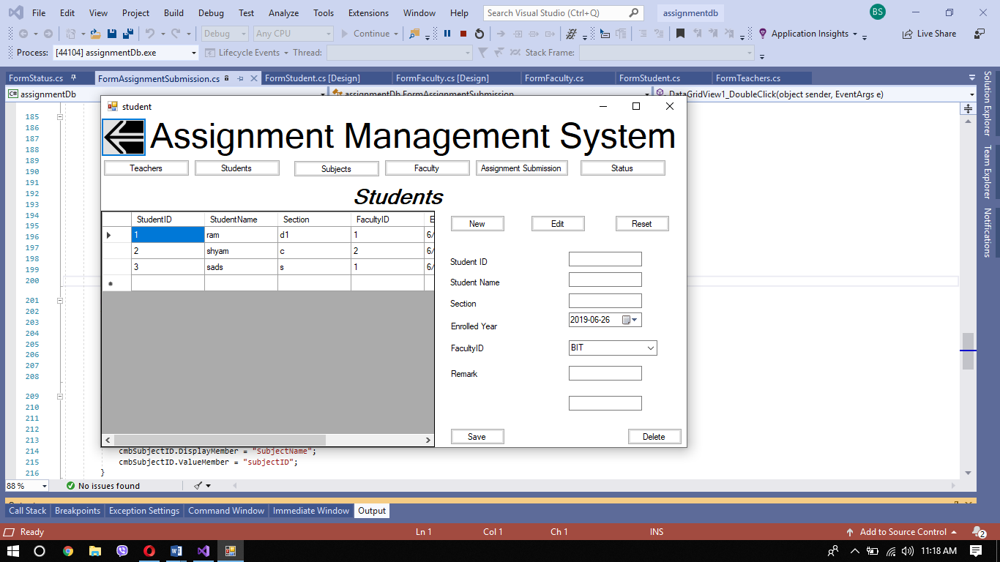 File Edit View Project Build Debug Test Analyze Tools Extensions Window Help Search Visual Studio (Ctrl+Q) assignmentdb BS
Debug Any CPU Continue Application Insights Live Share
Process: [44104] assignmentDb.exe Lifecycle Events Thread: Stack Frame:
FormStatus.cs FormAssignmentSubmission.cs FormStudent.cs [Design] FormFaculty.cs [Design] FormFaculty.cs FormStudent.cs FormTeachers.cs
C# assignmentDb assignmentDb.FormAssignmentSubmission DataGridView1_DoubleClick(object sender, EventArgs e)
student
Assignment Management System
Teachers Students Subjects Faculty Assignment Submission Status
Students
StudentID StudentName Section FacultyID E
1 ram d1 1 6/
2 shyam c 2 6/
3 sads s 1 6/
New Edit Reset
Student ID
Student Name
Section
Enrolled Year 2019-06-26
FacultyID BIT
Remark
Save Delete
185
186
187
188
189
190
191
192
193
194
195
196
197
198
199
200
201
202
203
204
205
206
207
208
209
210
211
212
213
214 cmbSubjectID.DisplayMember = "SubjectName";
215 cmbSubjectID.ValueMember = "subjectID";
216 }
Solution Explorer
Team Explorer
Notifications
88 % No issues found
Call Stack Breakpoints Exception Settings Command Window Immediate Window Output
Ready Ln 1 Col 1 Ch 1 INS Add to Source Control 2
11:18 AM